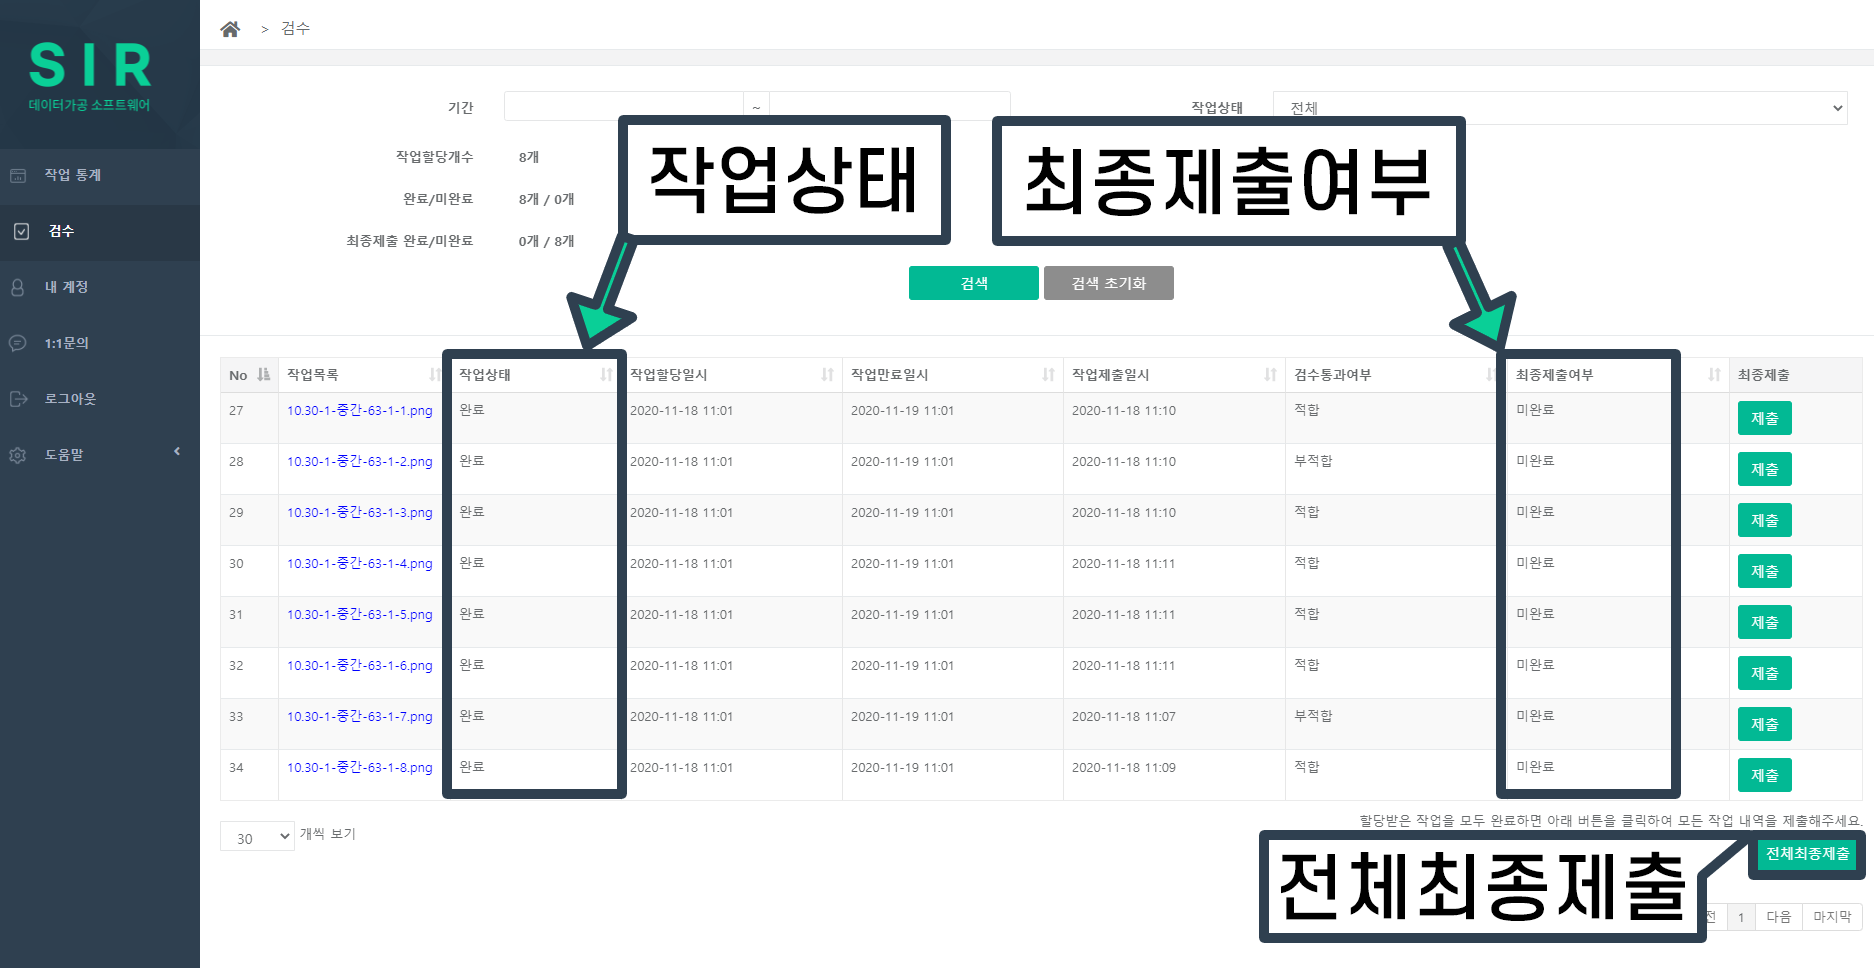 SIR
데이터가공 소프트웨어
작업 통계
검수
내 계정
1:1문의
로그아웃
도움말
> 검수
기간 ~ 작업상태 전체
작업할당개수 8개
완료/미완료 8개 / 0개
최종제출 완료/미완료 0개 / 8개
작업상태
최종제출여부
검색 검색 초기화
No 작업목록 작업상태 작업할당일시 작업만료일시 작업제출일시 검수통과여부 최종제출여부 최종제출
27 10.30-1-중간-63-1-1.png 완료 2020-11-18 11:01 2020-11-19 11:01 2020-11-18 11:10 적합 미완료 제출
28 10.30-1-중간-63-1-2.png 완료 2020-11-18 11:01 2020-11-19 11:01 2020-11-18 11:10 부적합 미완료 제출
29 10.30-1-중간-63-1-3.png 완료 2020-11-18 11:01 2020-11-19 11:01 2020-11-18 11:10 적합 미완료 제출
30 10.30-1-중간-63-1-4.png 완료 2020-11-18 11:01 2020-11-19 11:01 2020-11-18 11:11 적합 미완료 제출
31 10.30-1-중간-63-1-5.png 완료 2020-11-18 11:01 2020-11-19 11:01 2020-11-18 11:11 적합 미완료 제출
32 10.30-1-중간-63-1-6.png 완료 2020-11-18 11:01 2020-11-19 11:01 2020-11-18 11:11 적합 미완료 제출
33 10.30-1-중간-63-1-7.png 완료 2020-11-18 11:01 2020-11-19 11:01 2020-11-18 11:07 부적합 미완료 제출
34 10.30-1-중간-63-1-8.png 완료 2020-11-18 11:01 2020-11-19 11:01 2020-11-18 11:09 적합 미완료 제출
할당받은 작업을 모두 완료하면 아래 버튼을 클릭하여 모든 작업 내역을 제출해주세요.
30 개씩 보기
전체최종제출
전체최종제출
전 1 다음 마지막